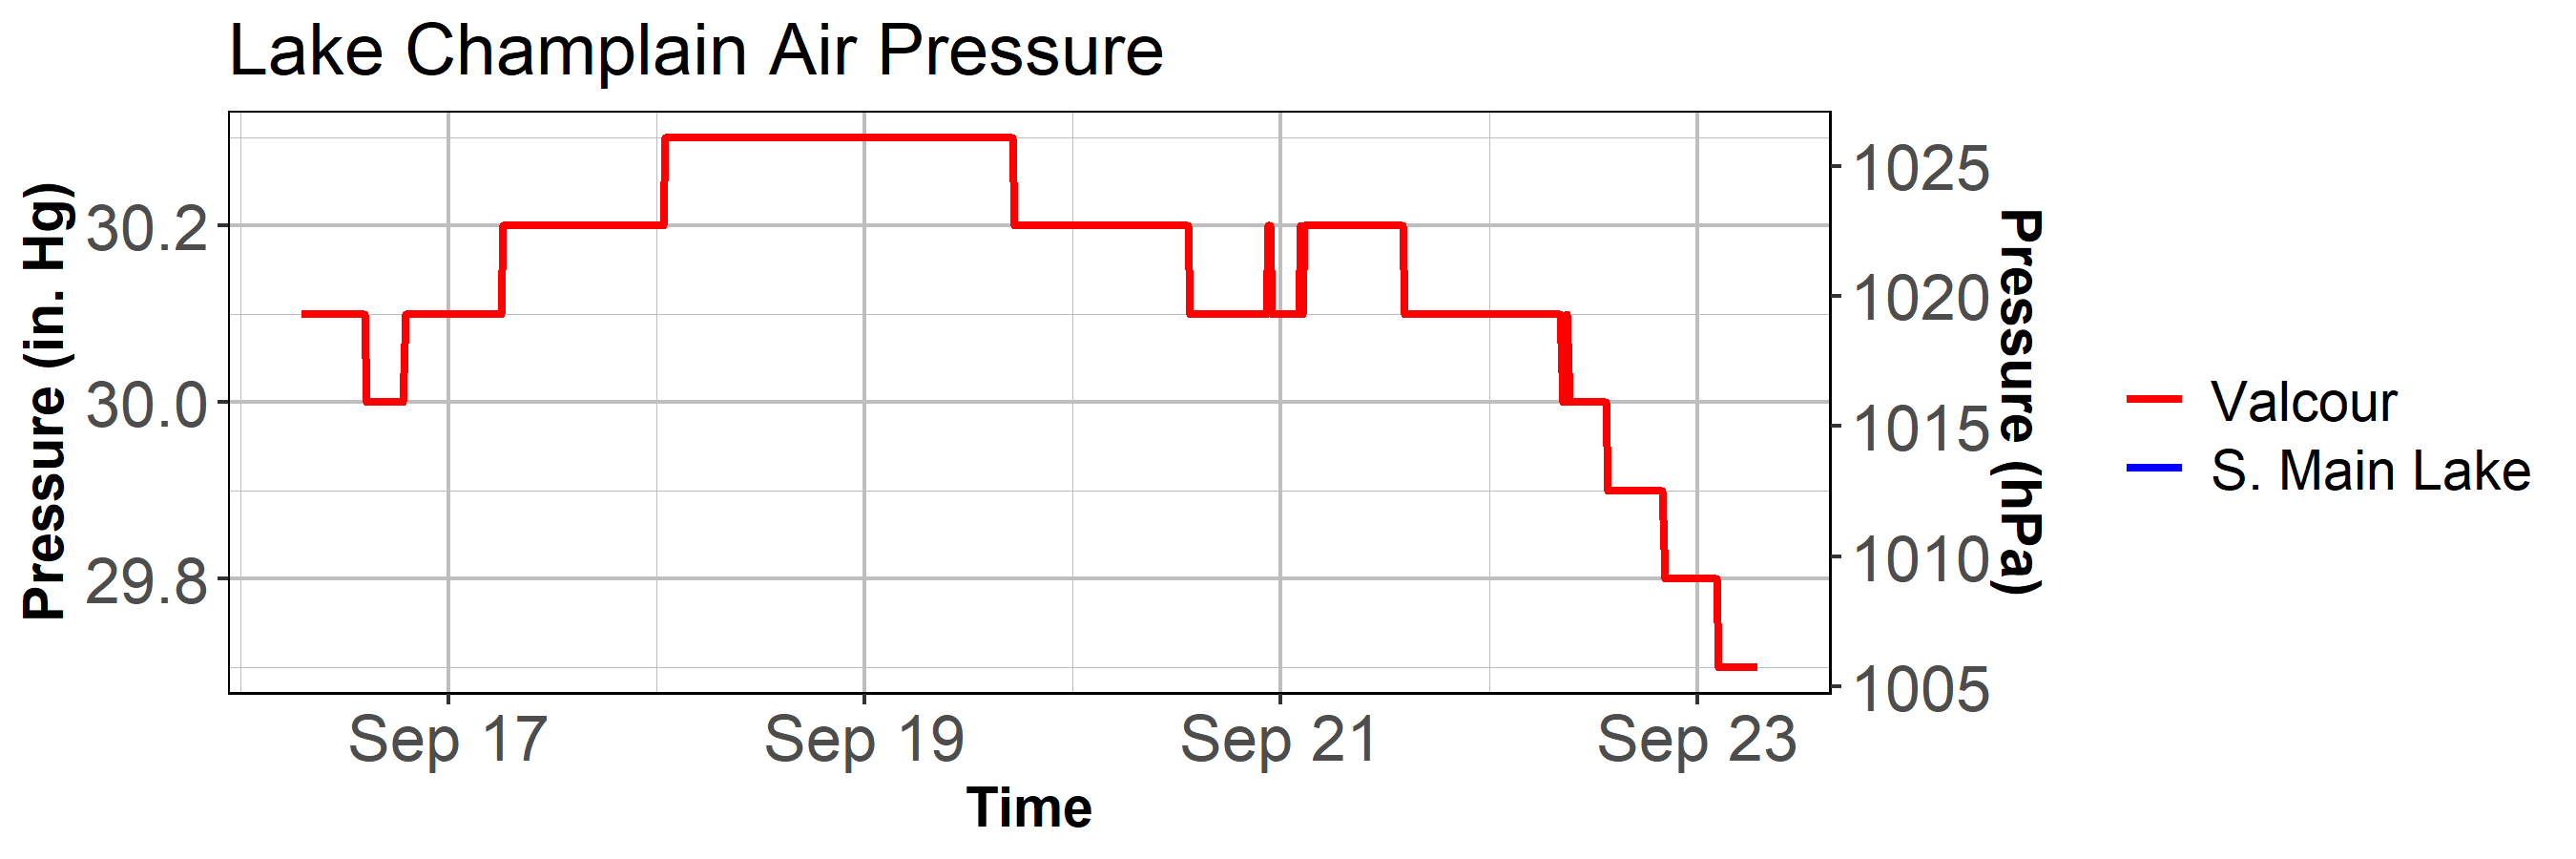 Lake Champlain Air Pressure
Pressure (in. Hg)
30.2
30.0
29.8
1025
1020
1015
1010
1005
Pressure (hPa)
Sep 17 Sep 19 Sep 21 Sep 23
Time
Valcour
S. Main Lake